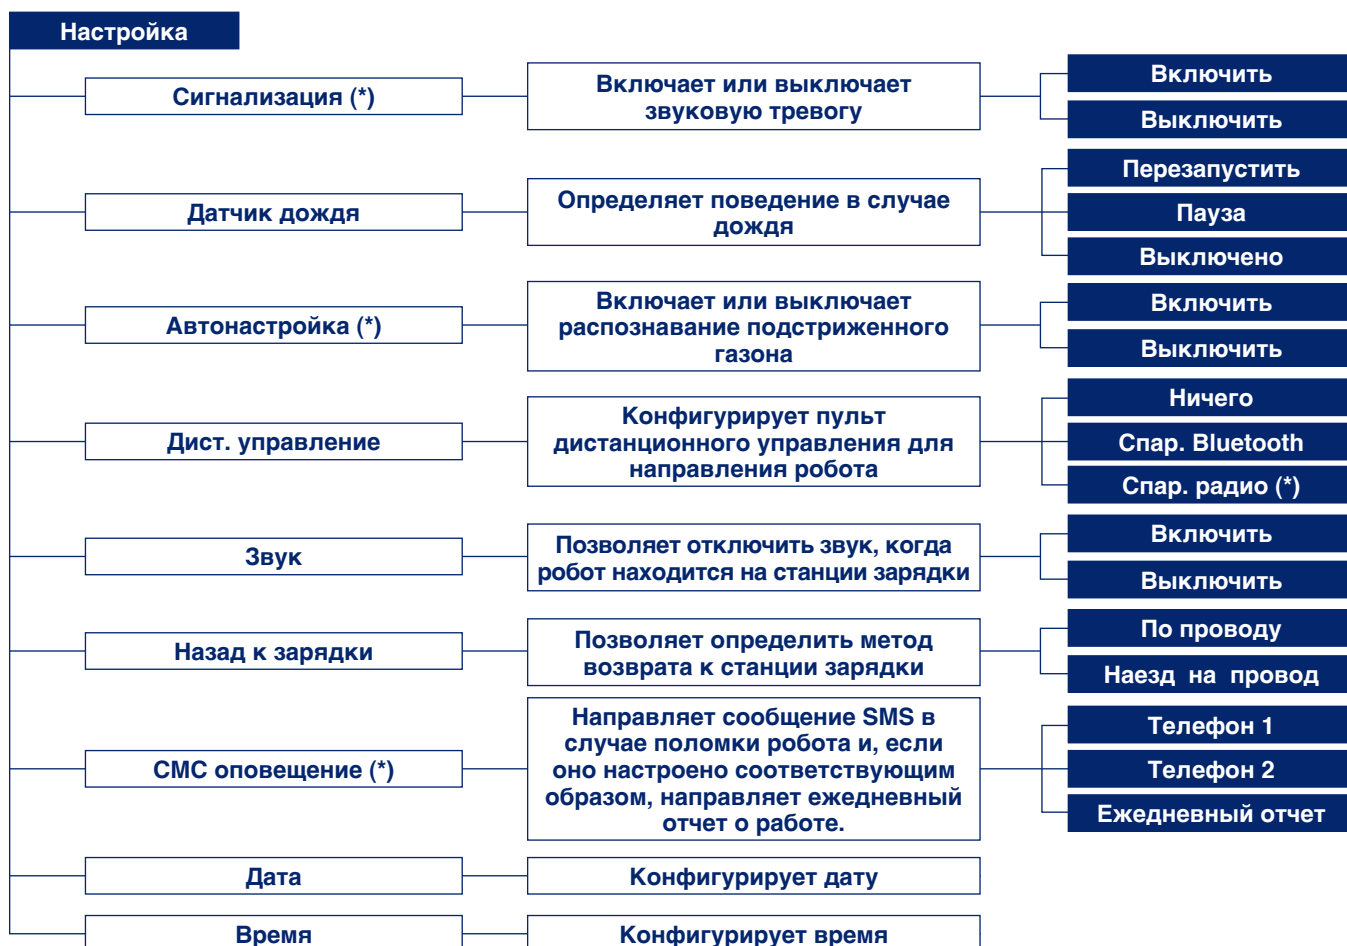 Настройка
Сигнализация (*)
Включает или выключает
звуковую тревогу
Включить
Выключить
Датчик дождя
Определяет поведение в случае
дождя
Перезапустить
Пауза
Выключено
Автонастройка (*)
Включает или выключает
распознавание подстриженного
газона
Включить
Выключить
Дист. управление
Конфигурирует пульт
дистанционного управления для
направления робота
Ничего
Спар. Bluetooth
Спар. радио (*)
Звук
Позволяет отключить звук, когда
робот находится на станции зарядки
Включить
Выключить
Назад к зарядки
Позволяет определить метод
возврата к станции зарядки
По проводу
Наезд на провод
СМС оповещение (*)
Направляет сообщение SMS в
случае поломки робота и, если
оно настроено соответствующим
образом, направляет ежедневный
отчет о работе.
Телефон 1
Телефон 2
Ежедневный отчет
Дата
Конфигурирует дату
Время
Конфигурирует время